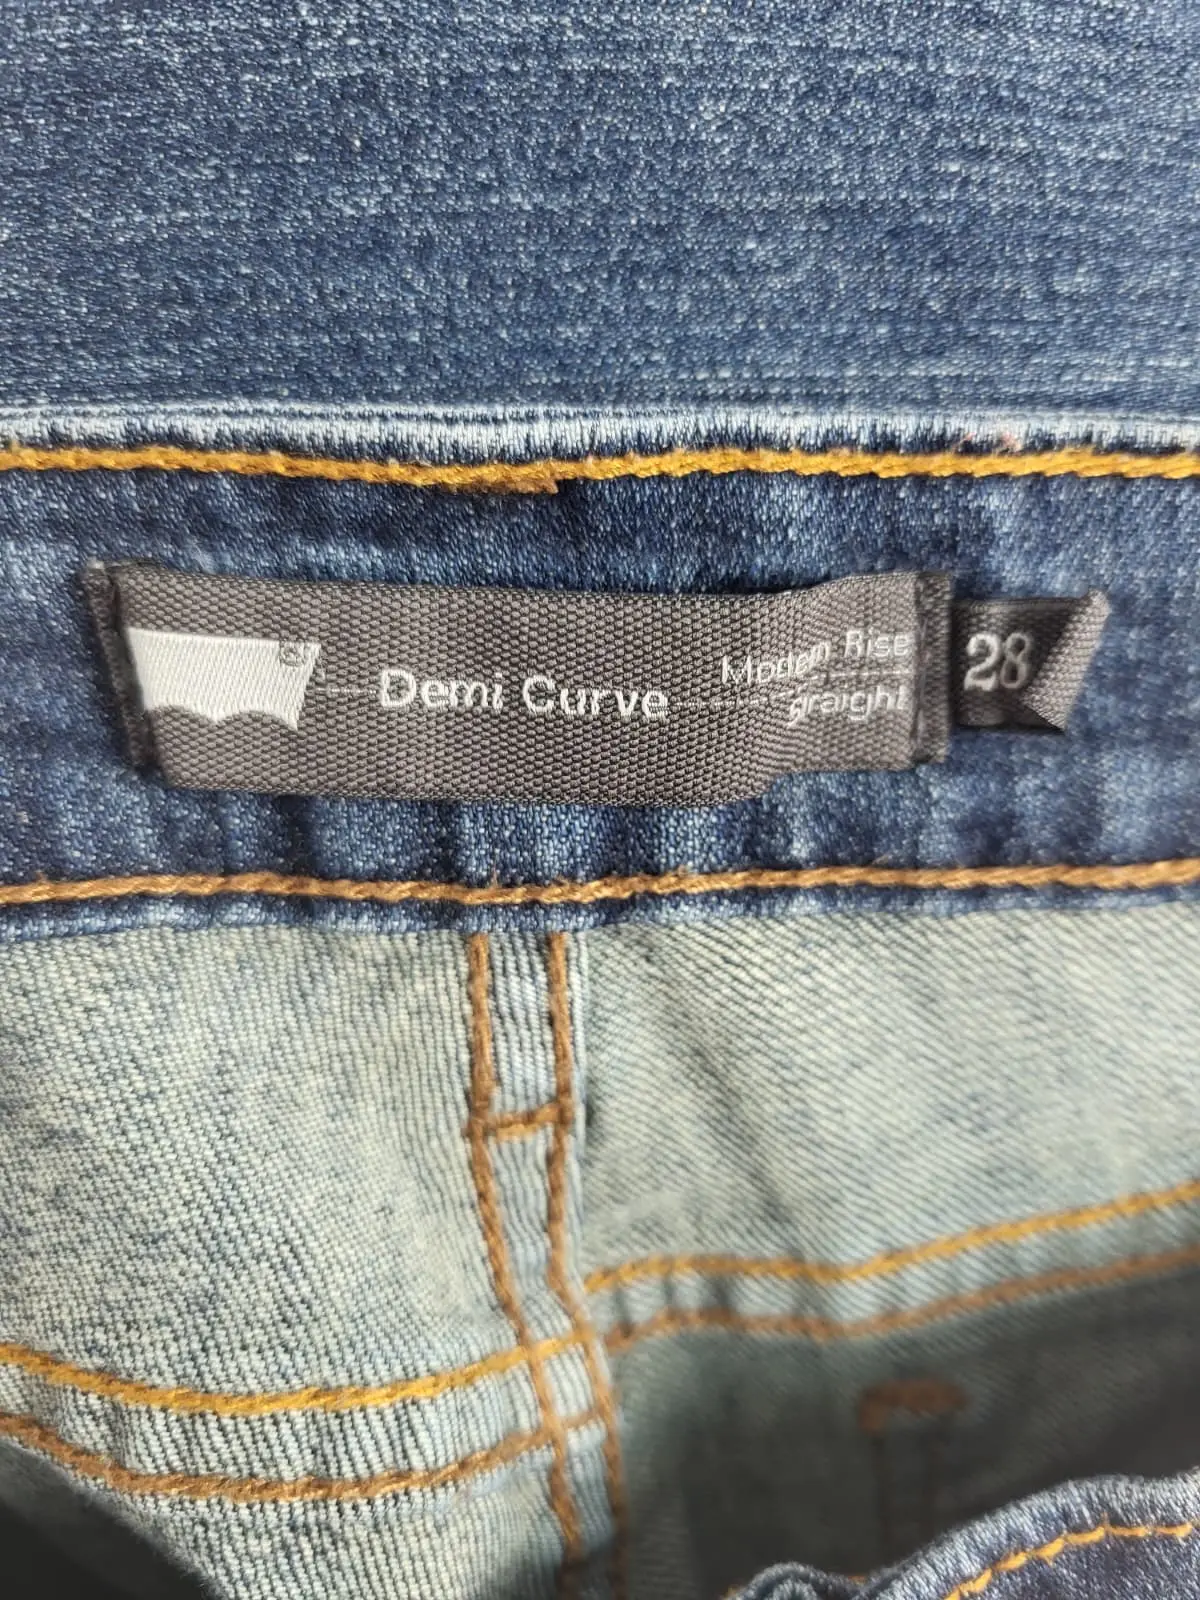 Demi Curve
Modern Rise
Straight
28